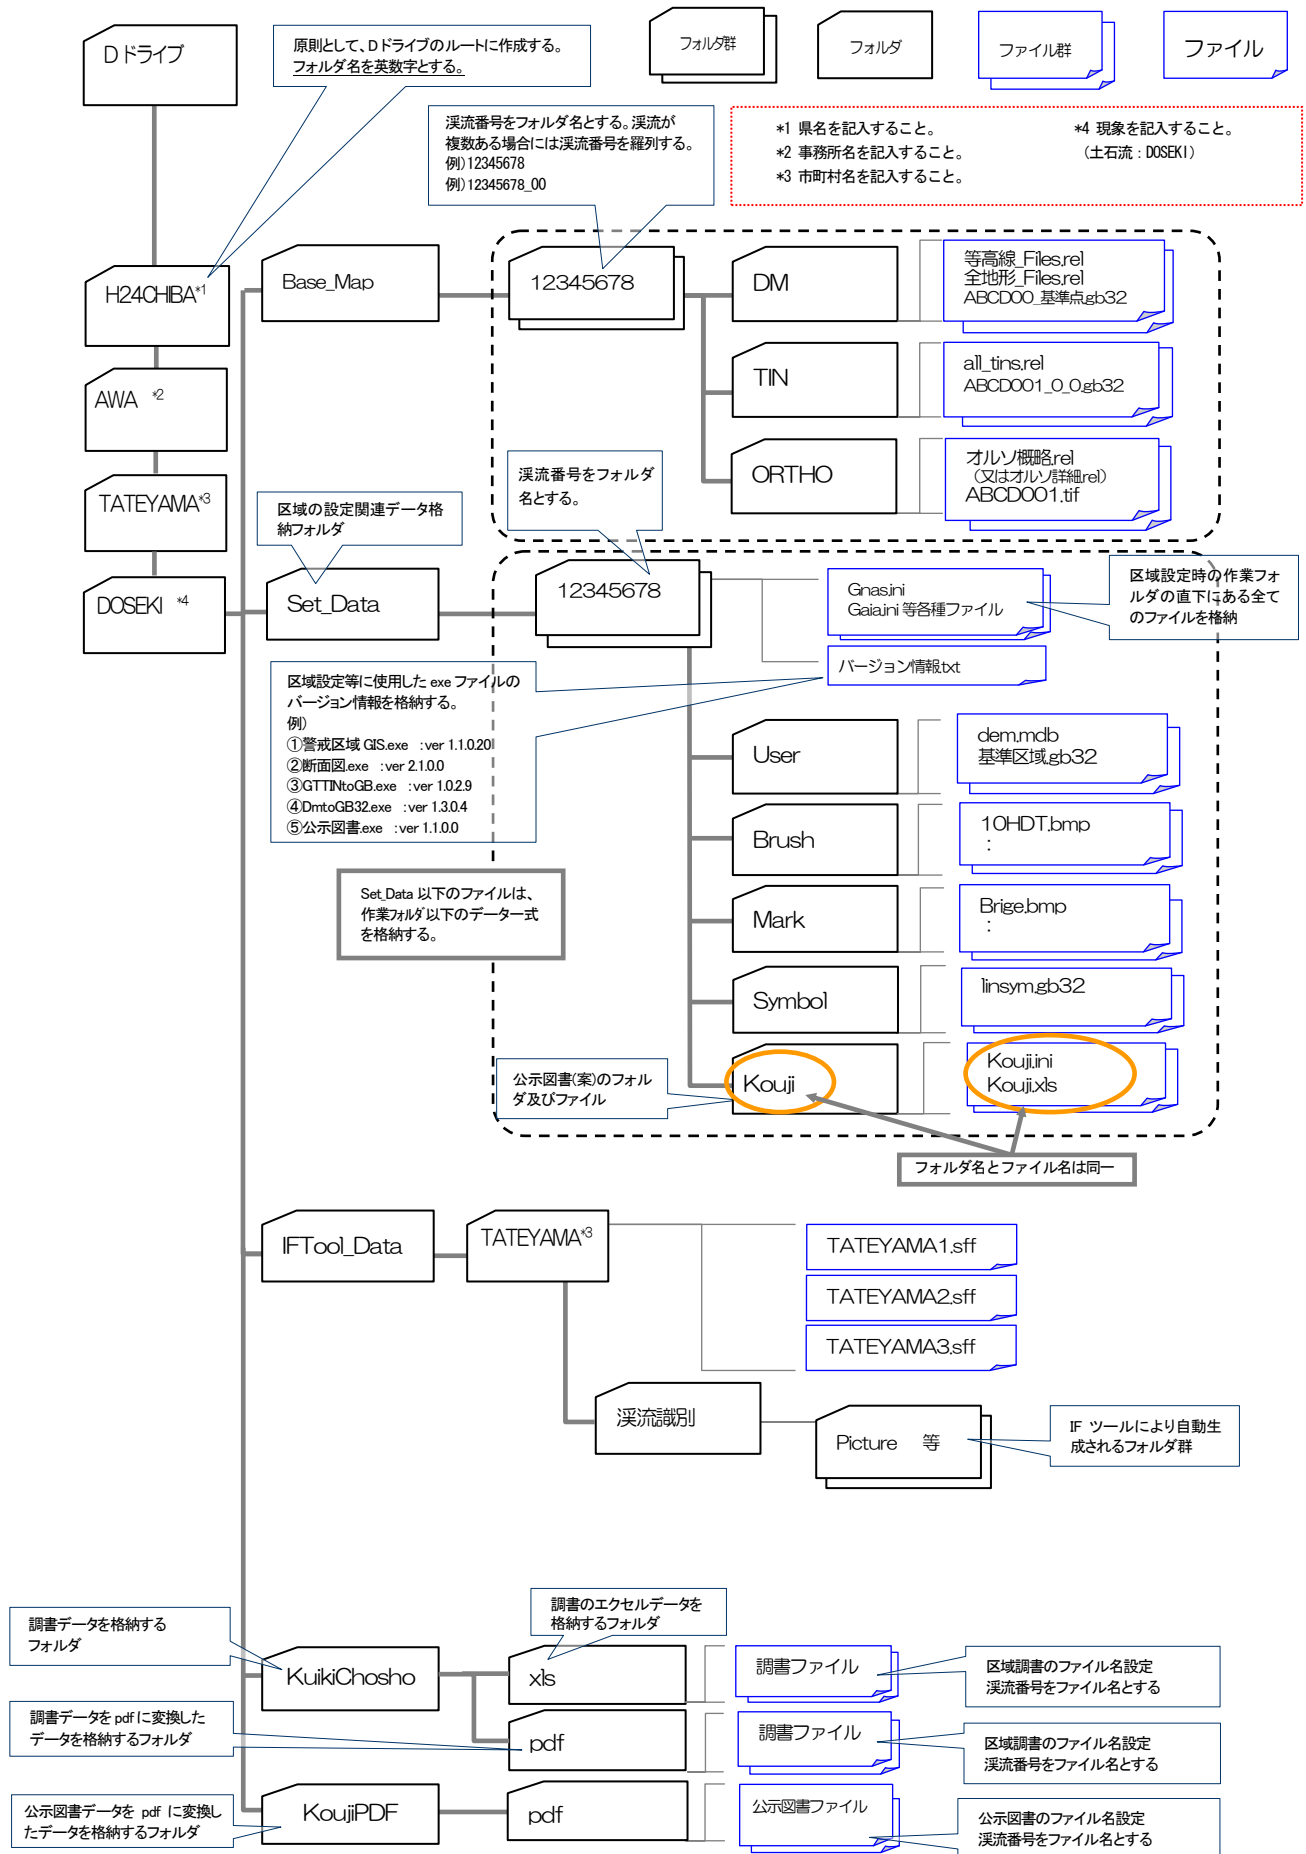 Dドライブ
原則として、Dドライブのルートに作成する。
フォルダ名を英数字とする。
フォルダ群
フォルダ
ファイル群
ファイル
渓流番号をフォルダ名とする。渓流が
複数ある場合には渓流番号を羅列する。
例)12345678
例)12345678_00
*1 県名を記入すること。
*2 事務所名を記入すること。
*3 市町村名を記入すること。
*4 現象を記入すること。
(土石流：DOSEKI)
H24CHIBA*1
AWA *2
TATEYAMA*3
DOSEKI *4
Base_Map
12345678
DM
等高線_Files.rel
全地形_Files.rel
ABCD00_基準点.gb32
TIN
all_tins.rel
ABCD001_0_0.gb32
ORTHO
オルソ概略.rel
(又はオルソ詳細.rel)
ABCD001.tif
渓流番号をフォルダ
名とする。
区域の設定関連データ格
納フォルダ
Set_Data
12345678
Gnas.ini
Gaia.ini 等各種ファイル
区域設定時の作業フォ
ルダの直下にある全て
のファイルを格納
バージョン情報.txt
区域設定等に使用した exe ファイルの
バージョン情報を格納する。
例)
①警戒区域 GIS.exe ：ver 1.1.0.20
②断面図.exe ：ver 2.1.0.0
③GTTINtoGB.exe ：ver 1.0.2.9
④DmtoGB32.exe ：ver 1.3.0.4
⑤公示図書.exe ：ver 1.1.0.0
User
dem.mdb
基準区域.gb32
Brush
10HDT.bmp
：
Set_Data 以下のファイルは、
作業フォルダ以下のデータ一式
を格納する。
Mark
Brige.bmp
：
Symbol
linsym.gb32
公示図書(案)のフォル
ダ及びファイル
Kouji
Kouji.ini
Kouji.xls
フォルダ名とファイル名は同一
IFTool_Data
TATEYAMA*3
TATEYAMA1.sff
TATEYAMA2.sff
TATEYAMA3.sff
渓流識別
Picture 等
IF ツールにより自動生
成されるフォルダ群
調書データを格納する
フォルダ
調書のエクセルデータを
格納するフォルダ
KuikiChosho
xls
調書ファイル
区域調書のファイル名設定
渓流番号をファイル名とする
調書データを pdf に変換した
データを格納するフォルダ
pdf
調書ファイル
区域調書のファイル名設定
渓流番号をファイル名とする
公示図書データを pdf に変換し
たデータを格納するフォルダ
KoujiPDF
pdf
公示図書ファイル
公示図書のファイル名設定
渓流番号をファイル名とする